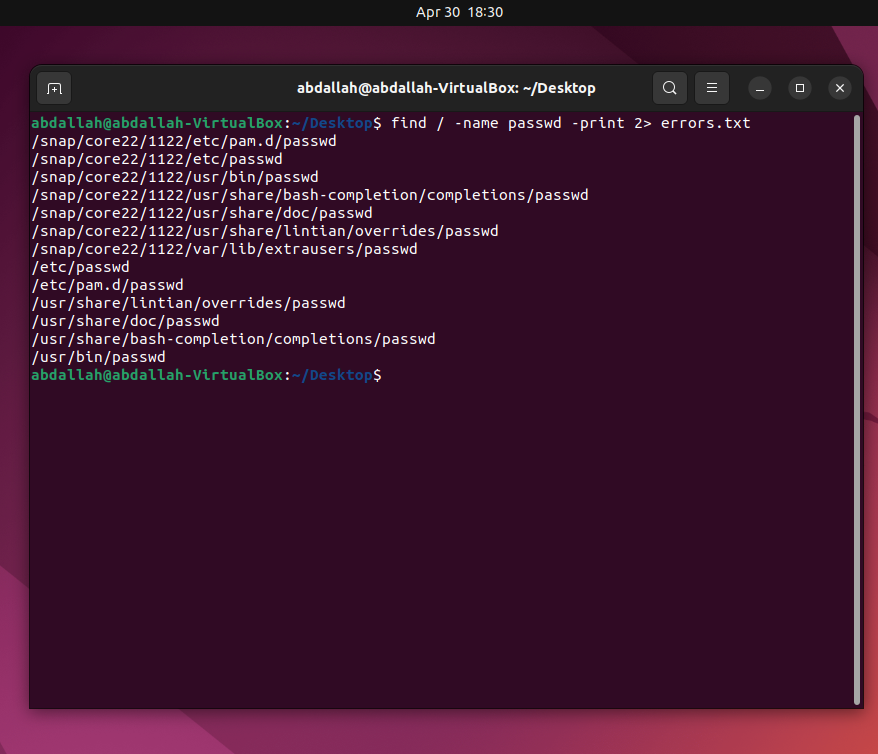 Apr 30 18:30
abdallah@abdallah-VirtualBox: ~/Desktop
abdallah@abdallah-VirtualBox:~/Desktop$ find / -name passwd -print 2> errors.txt
/snap/core22/1122/etc/pam.d/passwd
/snap/core22/1122/etc/passwd
/snap/core22/1122/usr/bin/passwd
/snap/core22/1122/usr/share/bash-completion/completions/passwd
/snap/core22/1122/usr/share/doc/passwd
/snap/core22/1122/usr/share/lintian/overrides/passwd
/snap/core22/1122/var/lib/extrausers/passwd
/etc/passwd
/etc/pam.d/passwd
/usr/share/lintian/overrides/passwd
/usr/share/doc/passwd
/usr/share/bash-completion/completions/passwd
/usr/bin/passwd
abdallah@abdallah-VirtualBox:~/Desktop$